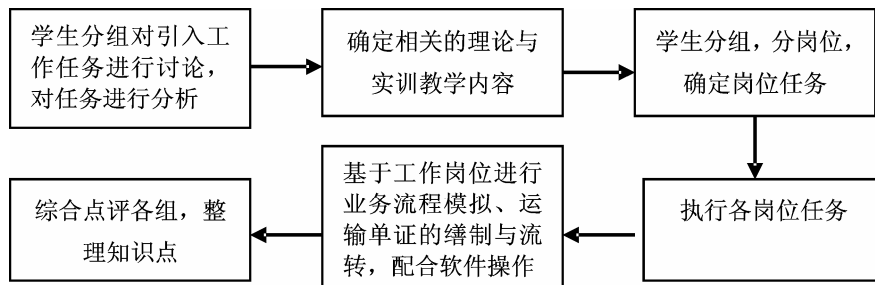 学生分组对引入工
作任务进行讨论，
对任务进行分析
确定相关的理论与
实训教学内容
学生分组，分岗位，
确定岗位任务
执行各岗位任务
基于工作岗位进行
业务流程模拟、运
输单证的缮制与流
转，配合软件操作
综合点评各组，整
理知识点